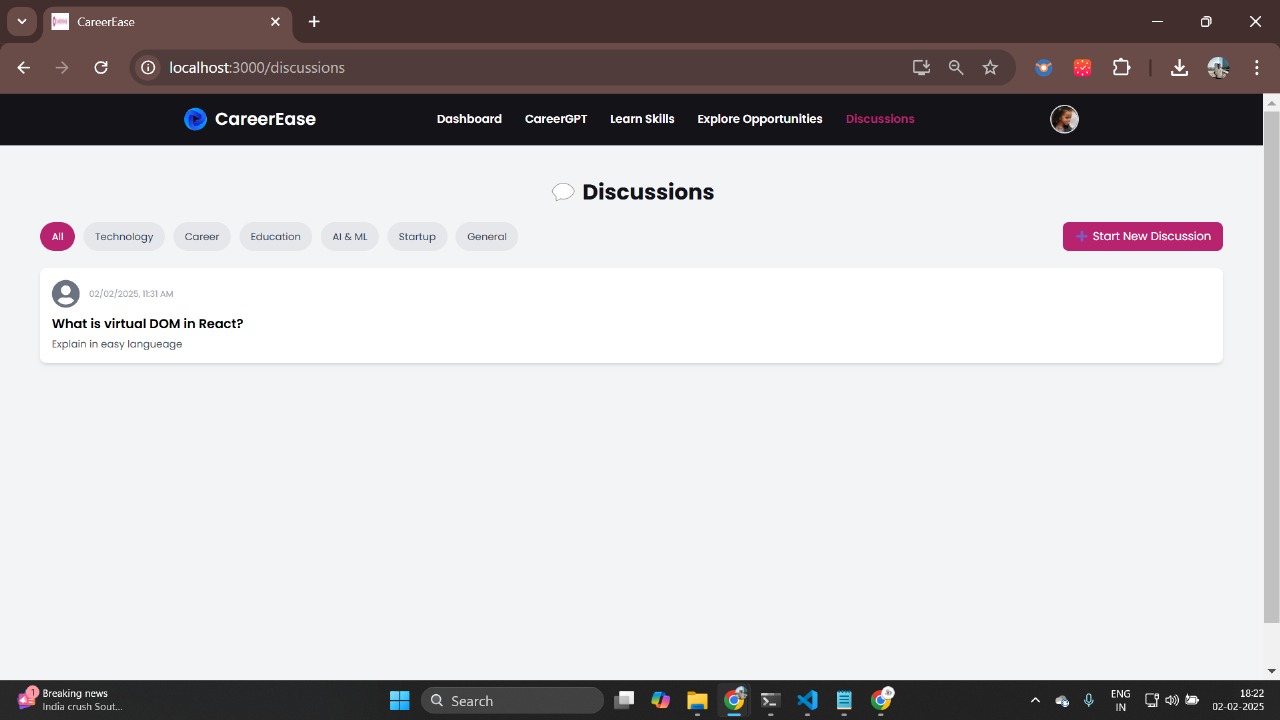 CareerEase
localhost:3000/discussions
CareerEase Dashboard CareerGPT Learn Skills Explore Opportunities Discussions
Discussions
All Technology Career Education AI & ML Startup General Start New Discussion
02/02/2025, 11:31 AM
What is virtual DOM in React?
Explain in easy langueage
1 Breaking news
India crush Sout...
Search
ENG
IN
18:22
02-02-2025